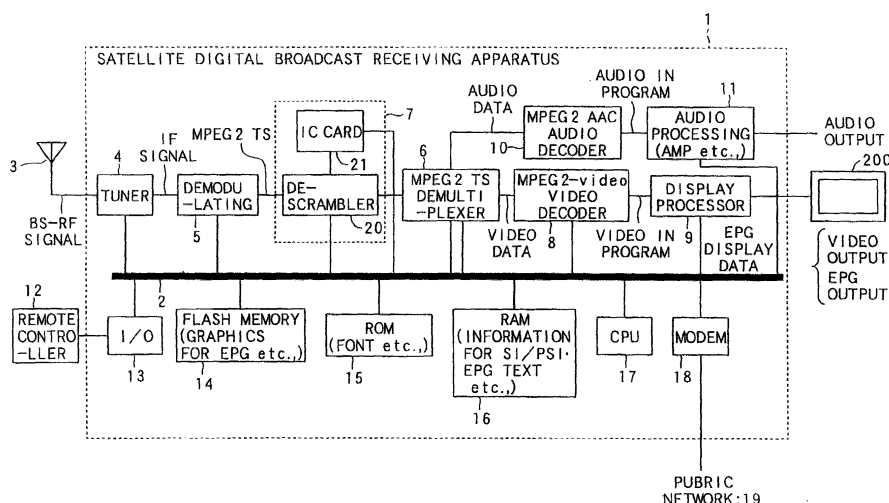 1
SATELLITE DIGITAL BROADCAST RECEIVING APPARATUS
AUDIO IN
PROGRAM
11
AUDIO
DATA
7
MPEG2 TS
IF
SIGNAL
3
4
IC CARD
21
6
MPEG2 AAC
AUDIO
DECODER
10
AUDIO
PROCESSING
(AMP etc.,)
AUDIO
OUTPUT
200
TUNER
DEMODU
-LATING
DE-
SCRAMBLER
MPEG2 TS
DEMULTI
-PLEXER
MPEG2-video
VIDEO
DECODER
DISPLAY
PROCESSOR
BS-RF
SIGNAL
5
20
VIDEO
DATA
8
VIDEO IN
PROGRAM
9
EPG
DISPLAY
DATA
VIDEO
OUTPUT
EPG
OUTPUT
2
12
REMOTE
CONTRO
-LLER
I/O
13
FLASH MEMORY
(GRAPHICS
FOR EPG etc.,)
14
ROM
(FONT etc.,)
15
RAM
(INFORMATION
FOR SI/PSI·
EPG TEXT
etc.,)
16
CPU
17
MODEM
18
PUBRIC
NETWORK:19